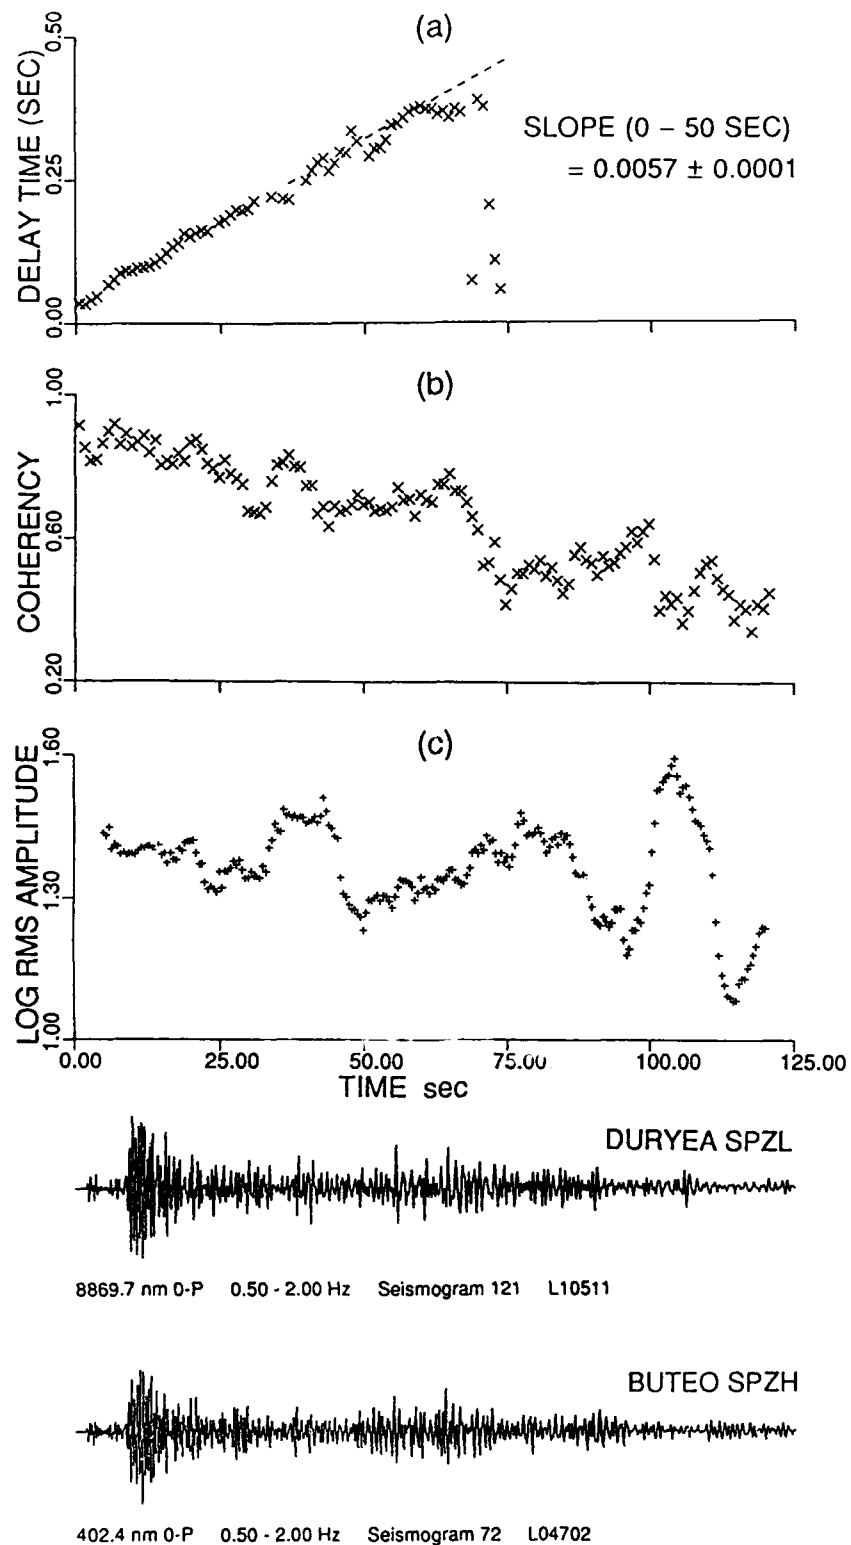 (a)
DELAY TIME (SEC)
0.50
0.25
0.00
SLOPE (0 – 50 SEC)
= 0.0057 ± 0.0001
(b)
COHERENCY
1.00
0.60
0.20
(c)
LOG RMS AMPLITUDE
1.60
1.30
1.00
0.00 25.00 50.00 75.00 100.00 125.00
TIME sec
DURYEA SPZL
8869.7 nm 0-P 0.50 - 2.00 Hz Seismogram 121 L10511
BUTEO SPZH
402.4 nm 0-P 0.50 - 2.00 Hz Seismogram 72 L04702